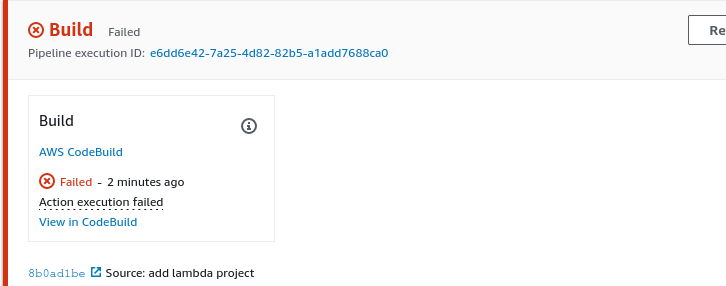 Build Failed
Re
Pipeline execution ID: e6dd6e42-7a25-4d82-82b5-a1add7688ca0
Build
AWS CodeBuild
Failed - 2 minutes ago
Action execution failed
View in CodeBuild
8b0ad1be Source: add lambda project